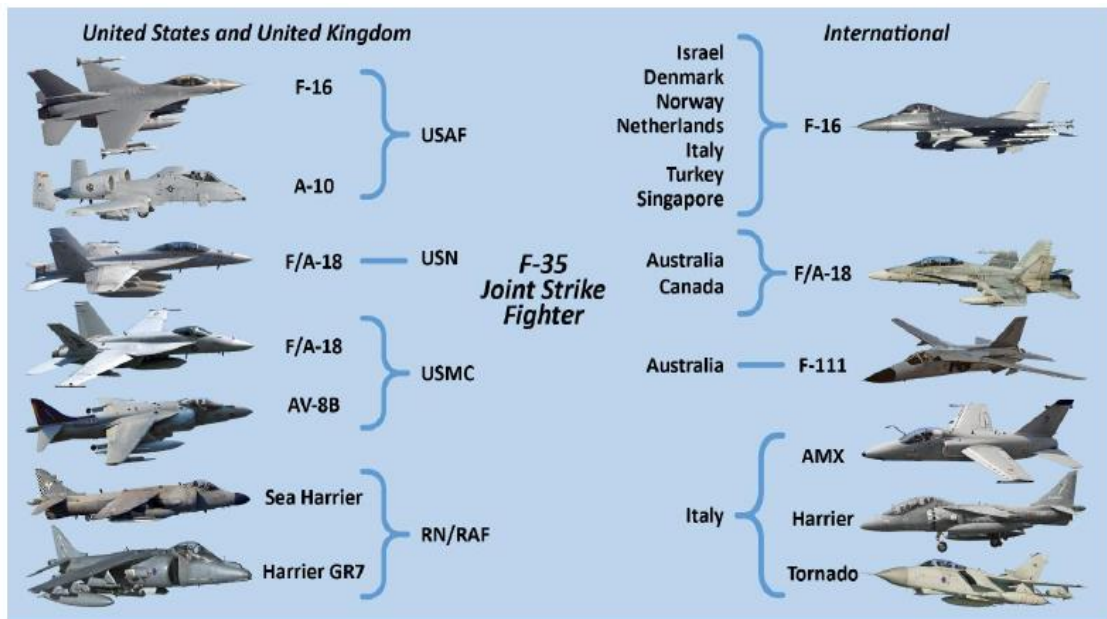 United States and United Kingdom
F-16
USAF
A-10
F/A-18
USN
F/A-18
USMC
AV-8B
Sea Harrier
RN/RAF
Harrier GR7
F-35
Joint Strike
Fighter
International
Israel
Denmark
Norway
Netherlands
Italy
Turkey
Singapore
F-16
Australia
Canada
F/A-18
Australia
F-111
Italy
AMX
Harrier
Tornado